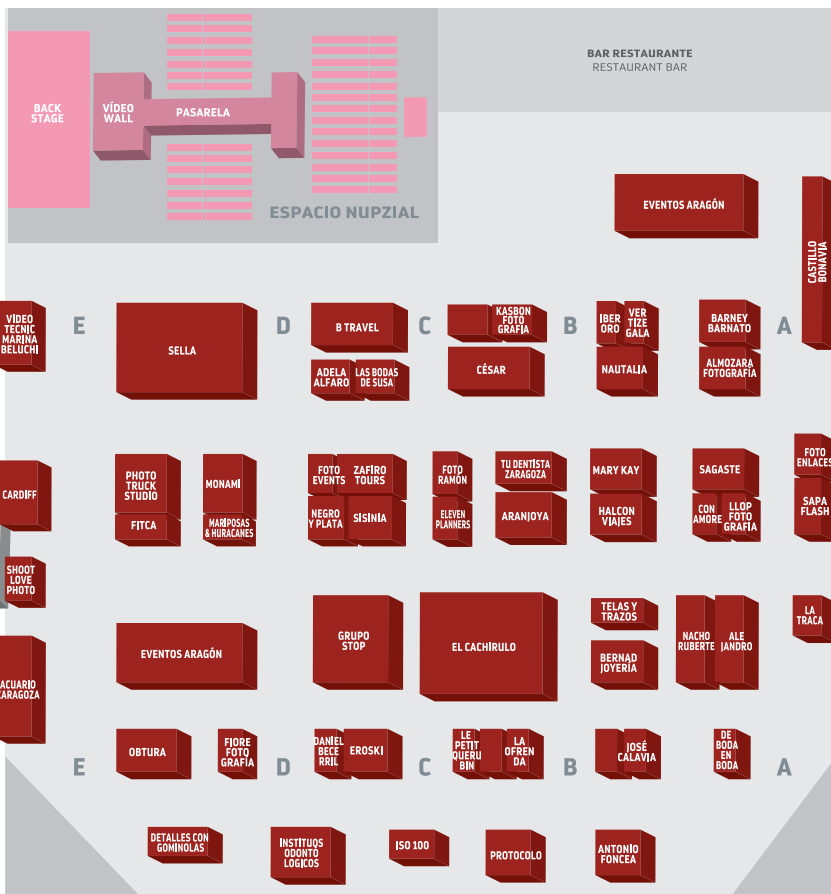 BAR RESTAURANTE
RESTAURANT BAR
BACK
STAGE
VÍDEO
WALL
PASARELA
ESPACIO NUPZIAL
EVENTOS ARAGÓN
CASTILLO
BONAVIA
VÍDEO
TECNIC
MARINA
BELUCHI
E
SELLA
D
B TRAVEL
ADELA
ALFARO
LAS BODAS
DE SUSA
C
KASBON
FOTO
GRAFIA
CÉSAR
B
IBER
ORO
VER
TIZE
GALA
NAUTALIA
BARNEY
BARNATO
ALMOZARA
FOTOGRAFÍA
A
CARDIFF
PHOTO
TRUCK
STUDIO
FITCA
MONAMI
MARIPOSAS
& HURACANES
FOTO
EVENTS
ZAFIRO
TOURS
NEGRO
Y PLATA
SISINIA
FOTO
RAMÓN
ELEVEN
PLANNERS
TU DENTISTA
ZARAGOZA
ARANJOYA
MARY KAY
HALCON
VIAJES
SAGASTE
CON
AMORE
LLOP
FOTO
GRAFÍA
FOTO
ENLACES
SAPA
FLASH
SHOOT
LOVE
PHOTO
ACUARIO
ZARAGOZA
EVENTOS ARAGÓN
GRUPO
STOP
EL CACHIRULO
TELAS Y
TRAZOS
BERNAD
JOYERÍA
NACHO
RUBERTE
ALE
JANDRO
LA
TRACA
E
OBTURA
FIORE
FOTO
GRAFÍA
D
DANIEL
BECE
RRIL
EROSKI
C
LE
PETIT
QUERU
BIN
LA
OFREN
DA
B
JOSÉ
CALAVIA
DE
BODA
EN
BODA
A
DETALLES CON
GOMINOLAS
INSTITUOS
ODONTO
LOGICOS
ISO 100
PROTOCOLO
ANTONIO
FONCEA